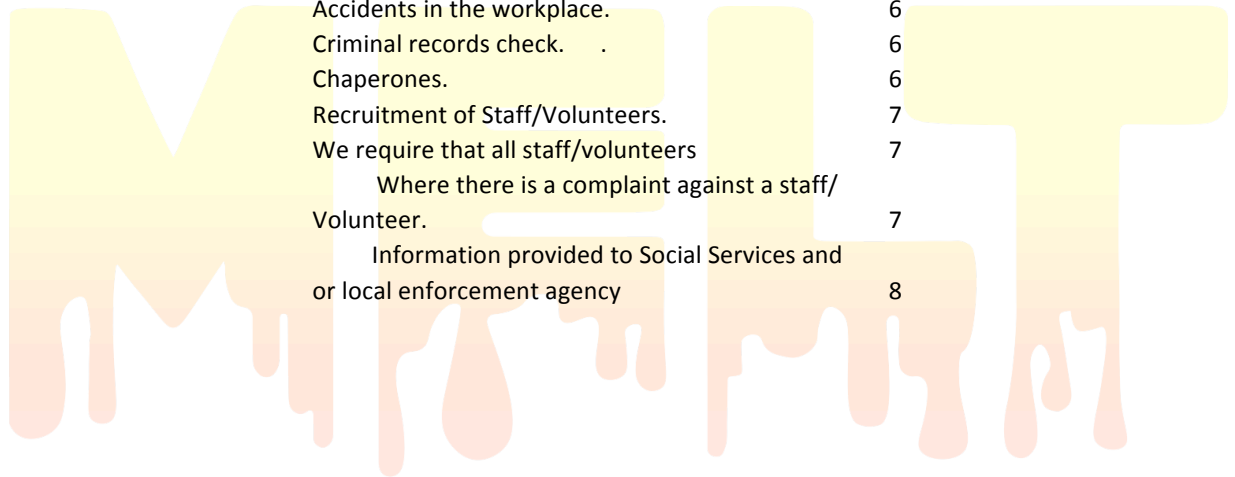 Accidents in the workplace. 6
Criminal records check. . 6
Chaperones. 6
Recruitment of Staff/Volunteers. 7
We require that all staff/volunteers 7
Where there is a complaint against a staff/
Volunteer. 7
Information provided to Social Services and
or local enforcement agency 8
MELT